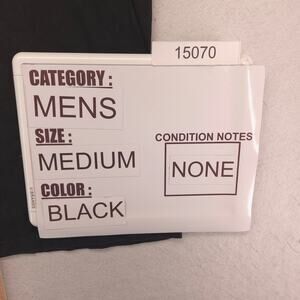 15070
CATEGORY :
MENS
SIZE :
MEDIUM
COLOR :
BLACK
CONDITION NOTES
NONE